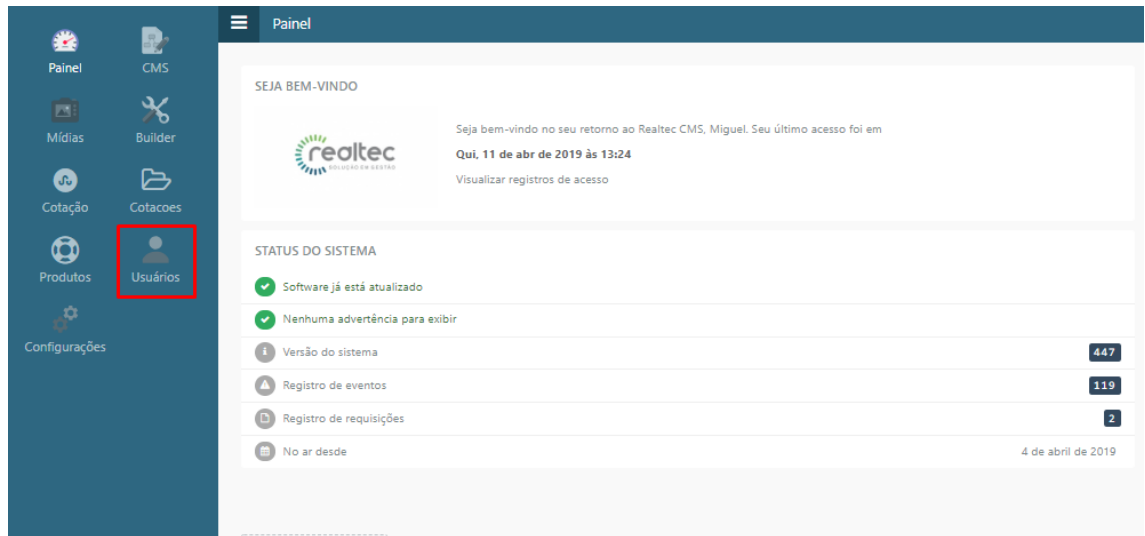 Painel
Painel
CMS
Mídias
Builder
Cotação
Cotacoes
Produtos
Usuários
Configurações
SEJA BEM-VINDO
realtec
SOLUÇÃO EM GESTÃO
Seja bem-vindo no seu retorno ao Realtec CMS, Miguel. Seu último acesso foi em
Qui, 11 de abr de 2019 às 13:24
Visualizar registros de acesso
STATUS DO SISTEMA
Software já está atualizado
Nenhuma advertência para exibir
Versão do sistema 447
Registro de eventos 119
Registro de requisições 2
No ar desde 4 de abril de 2019